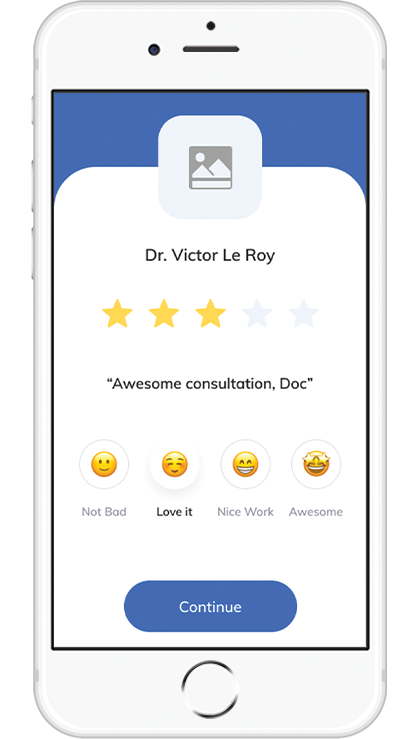 Dr. Victor Le Roy
“Awesome consultation, Doc”
Not Bad Love it Nice Work Awesome
Continue